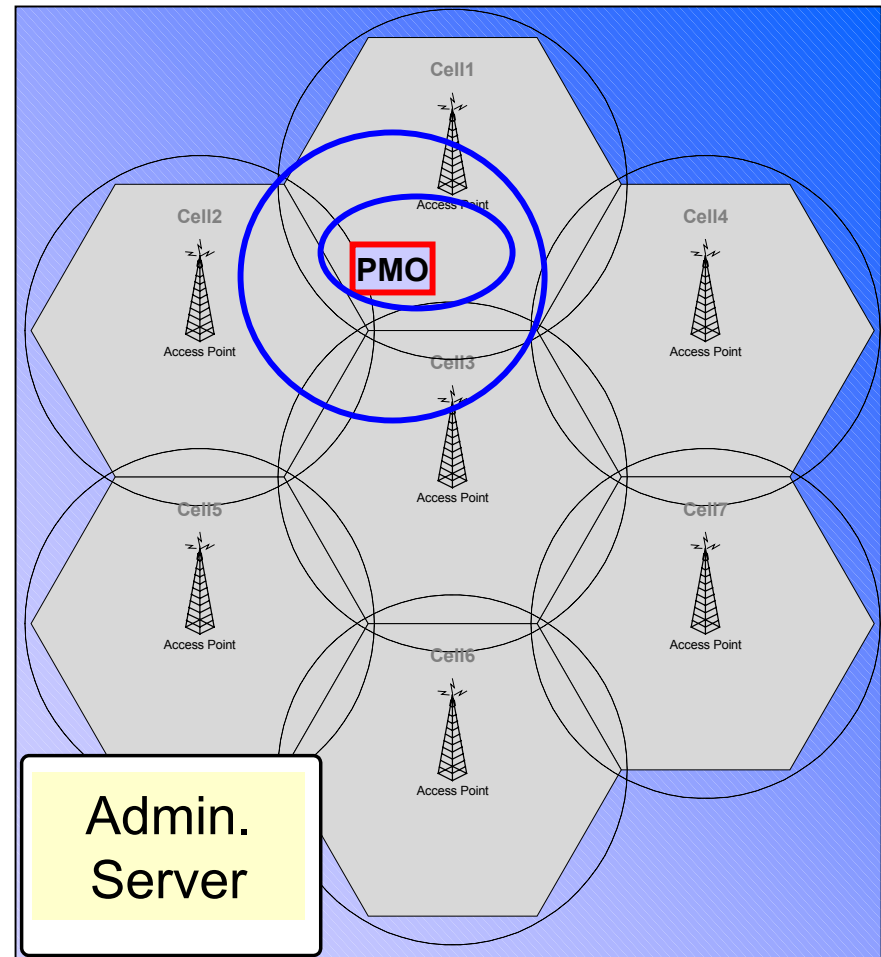 Cell1
Access Point
Cell2
Access Point
Cell4
Access Point
PMO
Cell3
Access Point
Cell5
Access Point
Cell7
Access Point
Cell6
Access Point
Admin.
Server